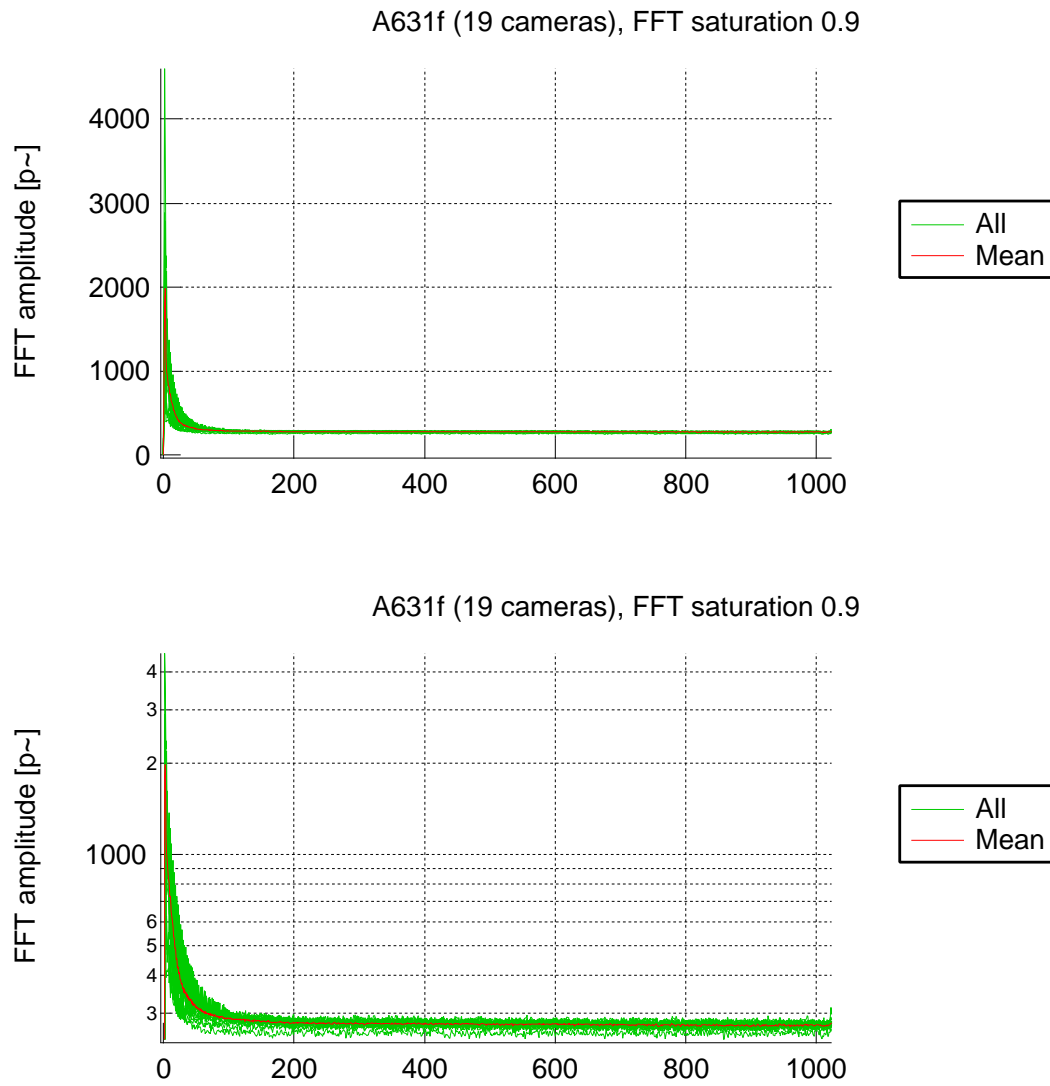 A631f (19 cameras), FFT saturation 0.9
FFT amplitude [p~]
4000
3000
2000
1000
0
0 200 400 600 800 1000
All
Mean
A631f (19 cameras), FFT saturation 0.9
FFT amplitude [p~]
4
3
2
1000
6
5
4
3
0 200 400 600 800 1000
All
Mean